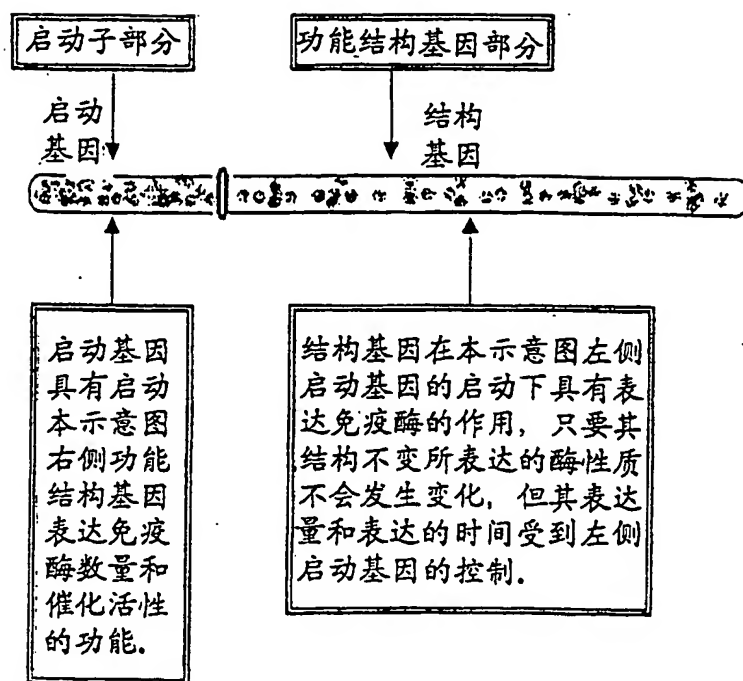 启动子部分
功能结构基因部分
启动
基因
结构
基因
启动基因
具有启动
本示意图
右侧功能
结构基因
表达免疫
酶数量和
催化活性
的功能.
结构基因在本示意图左侧
启动基因的启动下具有表
达免疫酶的作用，只要其
结构不变所表达的酶性质
不会发生变化，但其表达
量和表达的时间受到左侧
启动基因的控制.